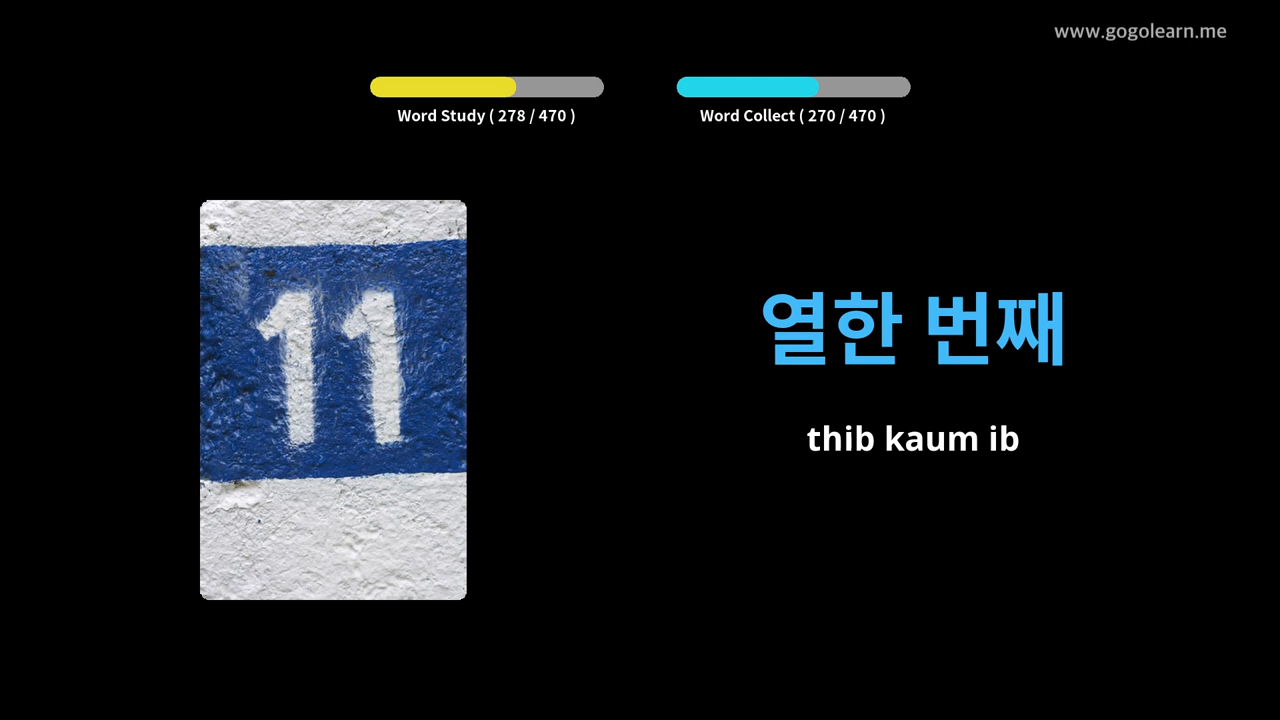 www.gogolearn.me
Word Study ( 278 / 470 )
Word Collect ( 270 / 470 )
11
열한 번째
thib kaum ib